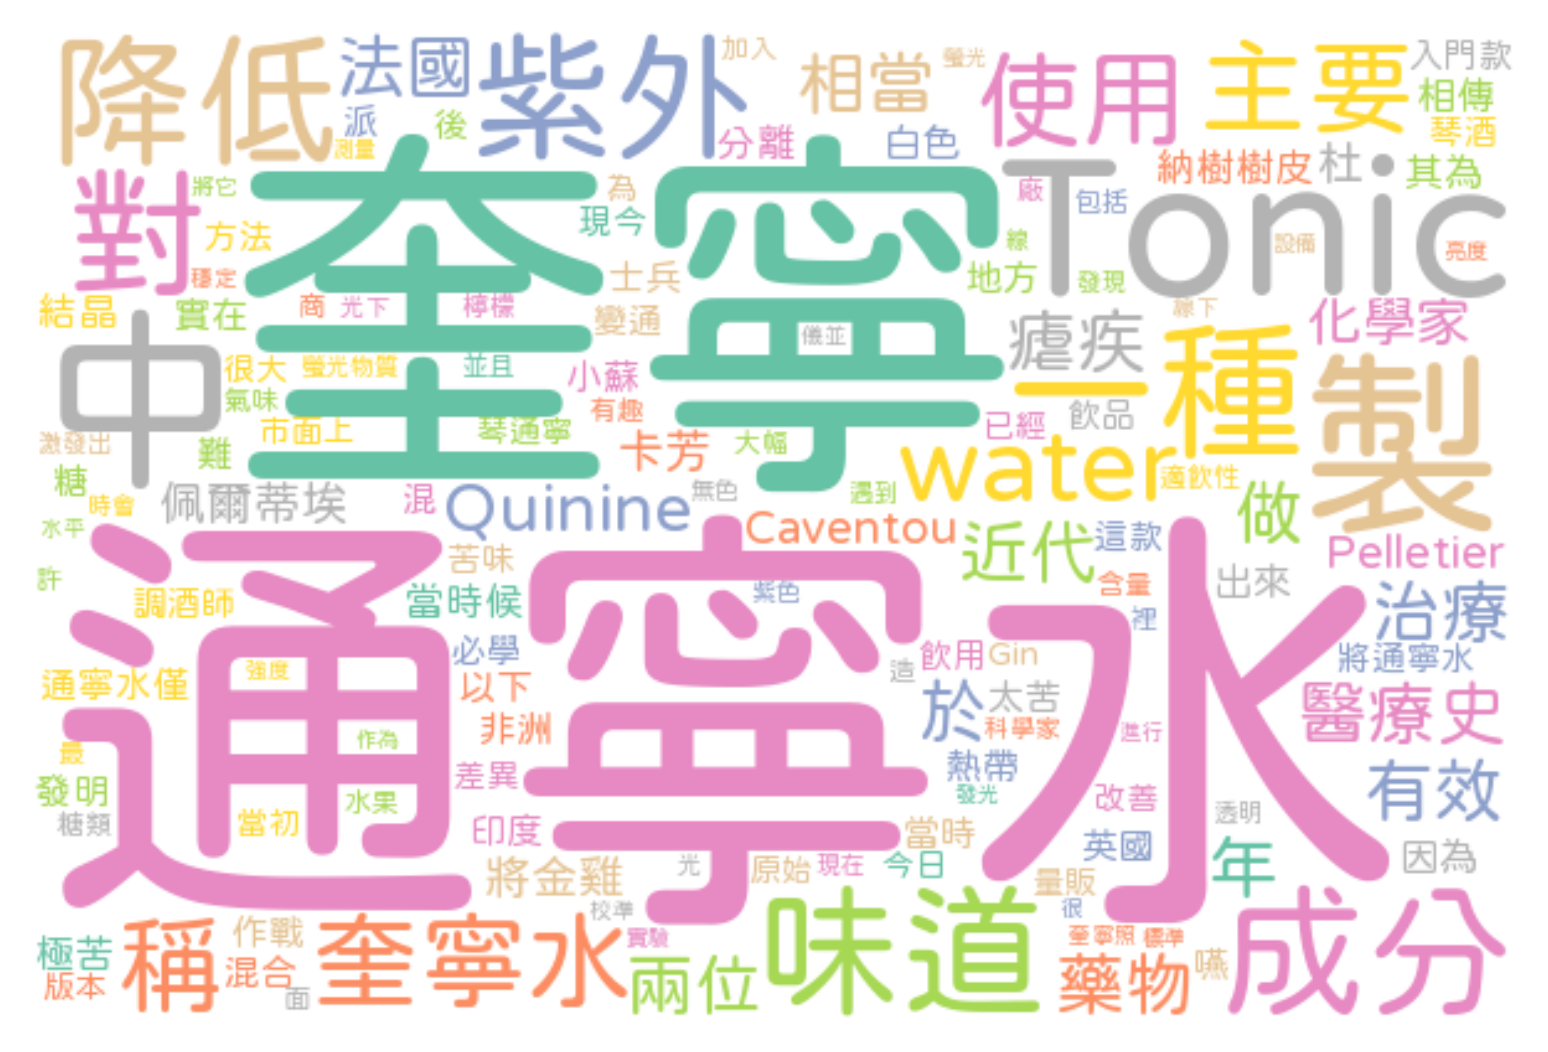 降低
法國
紫外
加入
相當
螢光
使用
主要
入門款
相傳
琴酒
派
後
測量
分離
白色
納樹樹皮
杜•
其為
對
將它
奎寧
為
現今
廠
包括
Tonic
方法
穩定
士兵
線
地方
發現
設備
亮度
結晶
實在
商
光下
檸檬
變通
儀並
瘧疾
線下
化學家
中
很大
螢光物質
並且
小蘇
一種
製
氣味
有趣
已經
飲品
激發出
難
市面上
琴通寧
卡芳
大幅
water
糖
時會
佩爾蒂埃
混
Quinine
無色
遇到
適飲性
做
水平
Caventou
近代
這款
Pelletier
許
通寧水
苦味
調酒師
當時候
紫色
含量
出來
治療
裡
必學
飲用
Gin
將通寧水
通寧水僅
強度
以下
造
於
太苦
醫療史
非洲
科學家
進行
最
作為
差異
熱帶
發明
水果
發光
改善
有效
糖類
當初
印度
當時
透明
英國
年
因為
將金雞
光
原始
現在
今日
量販
校準
很
味道
成分
極苦
稱
作戰
奎寧水
實驗
奎寧照
標準
版本
混合
面
兩位
藥物
嚥